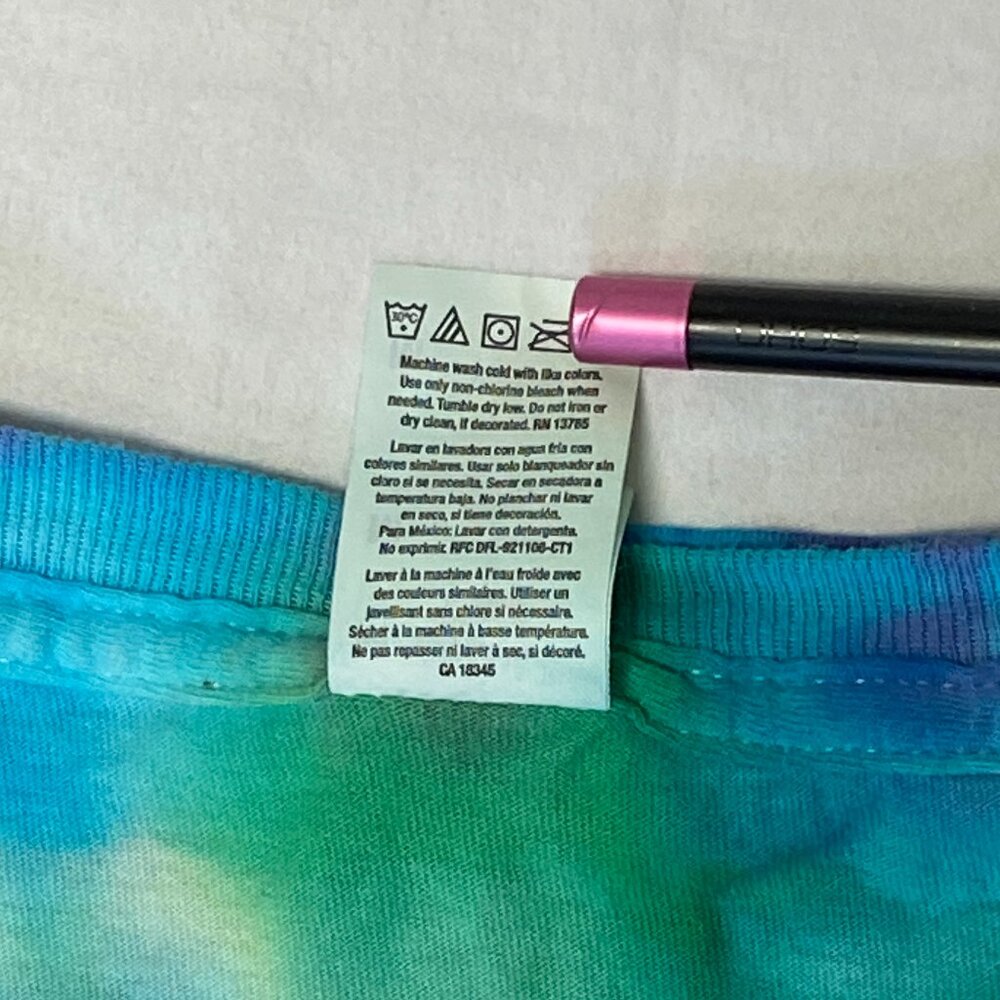 30°C
Machine wash cold with like colors.
Use only non-chlorine bleach when
needed. Tumble dry low. Do not iron or
dry clean, if decorated. RN 13765
Lavar en lavadora con agua fría con
colores similares. Usar solo blanqueador sin
cloro si se necesita. Secar en secadora a
temperatura baja. No planchar ni lavar
en seco, si tiene decoración.
Para México: Lavar con detergente.
No exprimir. RFC DFL-921106-CT1
Laver à la machine à l'eau froide avec
des couleurs similaires. Utiliser un
javellisant sans chlore si nécessaire.
Sécher à la machine à basse température.
Ne pas repasser ni laver à sec, si décoré.
CA 18345